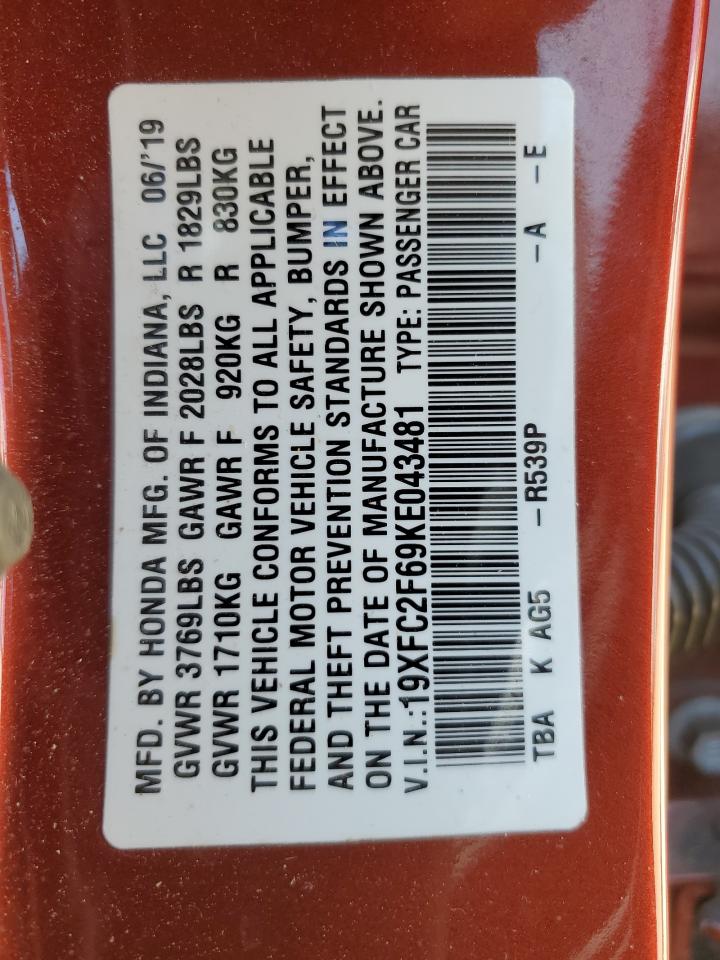 MFD. BY HONDA MFG. OF INDIANA, LLC 06/'19
GVWR 3769LBS GAWR F 2028LBS R 1829LBS
GVWR 1710KG GAWR F 920KG R 830KG
THIS VEHICLE CONFORMS TO ALL APPLICABLE
FEDERAL MOTOR VEHICLE SAFETY, BUMPER,
AND THEFT PREVENTION STANDARDS IN EFFECT
ON THE DATE OF MANUFACTURE SHOWN ABOVE.
V.I.N.:19XFC2F69KE043481 TYPE: PASSENGER CAR
TBA K AG5 -R539P -A -E